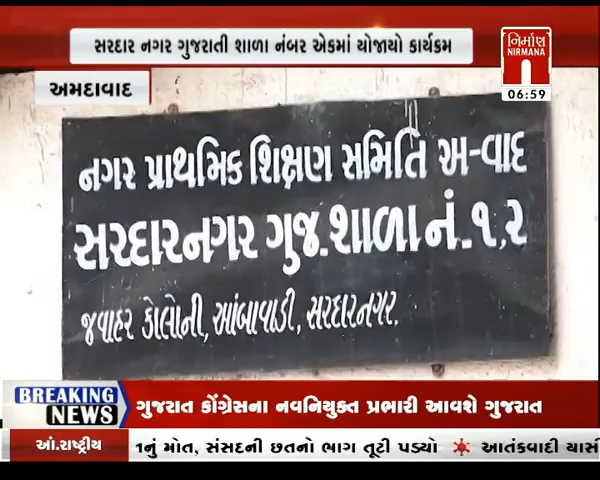 સરદાર નગર ગુજરાતી શાળા નંબર એકમાં યોજાયો કાર્યક્રમ
નિર્માણ
NIRMANA
અમદાવાદ
06:59
નગર પ્રાથમિક શિક્ષણ સમિતિ અ-વાદ
સરદારનગર ગુજ.શાળા નં.૧,૨
જવાહર કોલોની,આંબાવાડી,સરદારનગર.
BREAKING NEWS
ગુજરાત કોંગ્રેસના નવનિયુક્ત પ્રભારી આવશે ગુજરાત
આં.રાષ્ટ્રીય
1નું મોત, સંસદની છતનો ભાગ તૂટી પડ્યો
આતંકવાદી યાસી